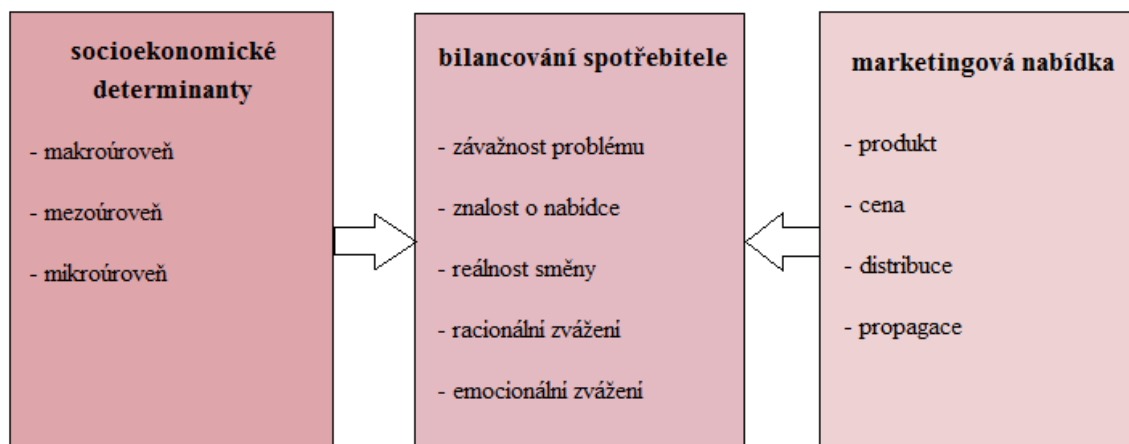 socioekonomické
determinanty
- makroúroveň
- mezoúroveň
- mikroúroveň
bilancování spotřebitele
- závažnost problému
- znalost o nabídce
- reálnost směny
- racionální zvážení
- emocionální zvážení
marketingová nabídka
- produkt
- cena
- distribuce
- propagace